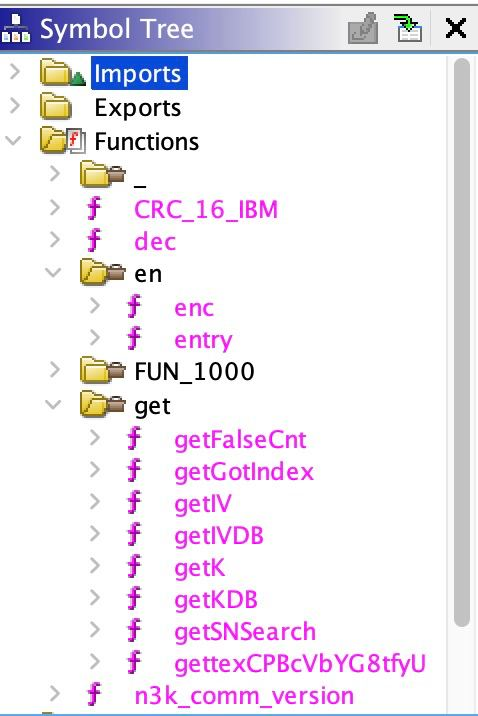 Symbol Tree
Imports
Exports
Functions
_
CRC_16_IBM
dec
en
enc
entry
FUN_1000
get
getFalseCnt
getGotIndex
getIV
getIVDB
getK
getKDB
getSNSearch
gettexCPBcVbYG8tfyU
n3k_comm_version